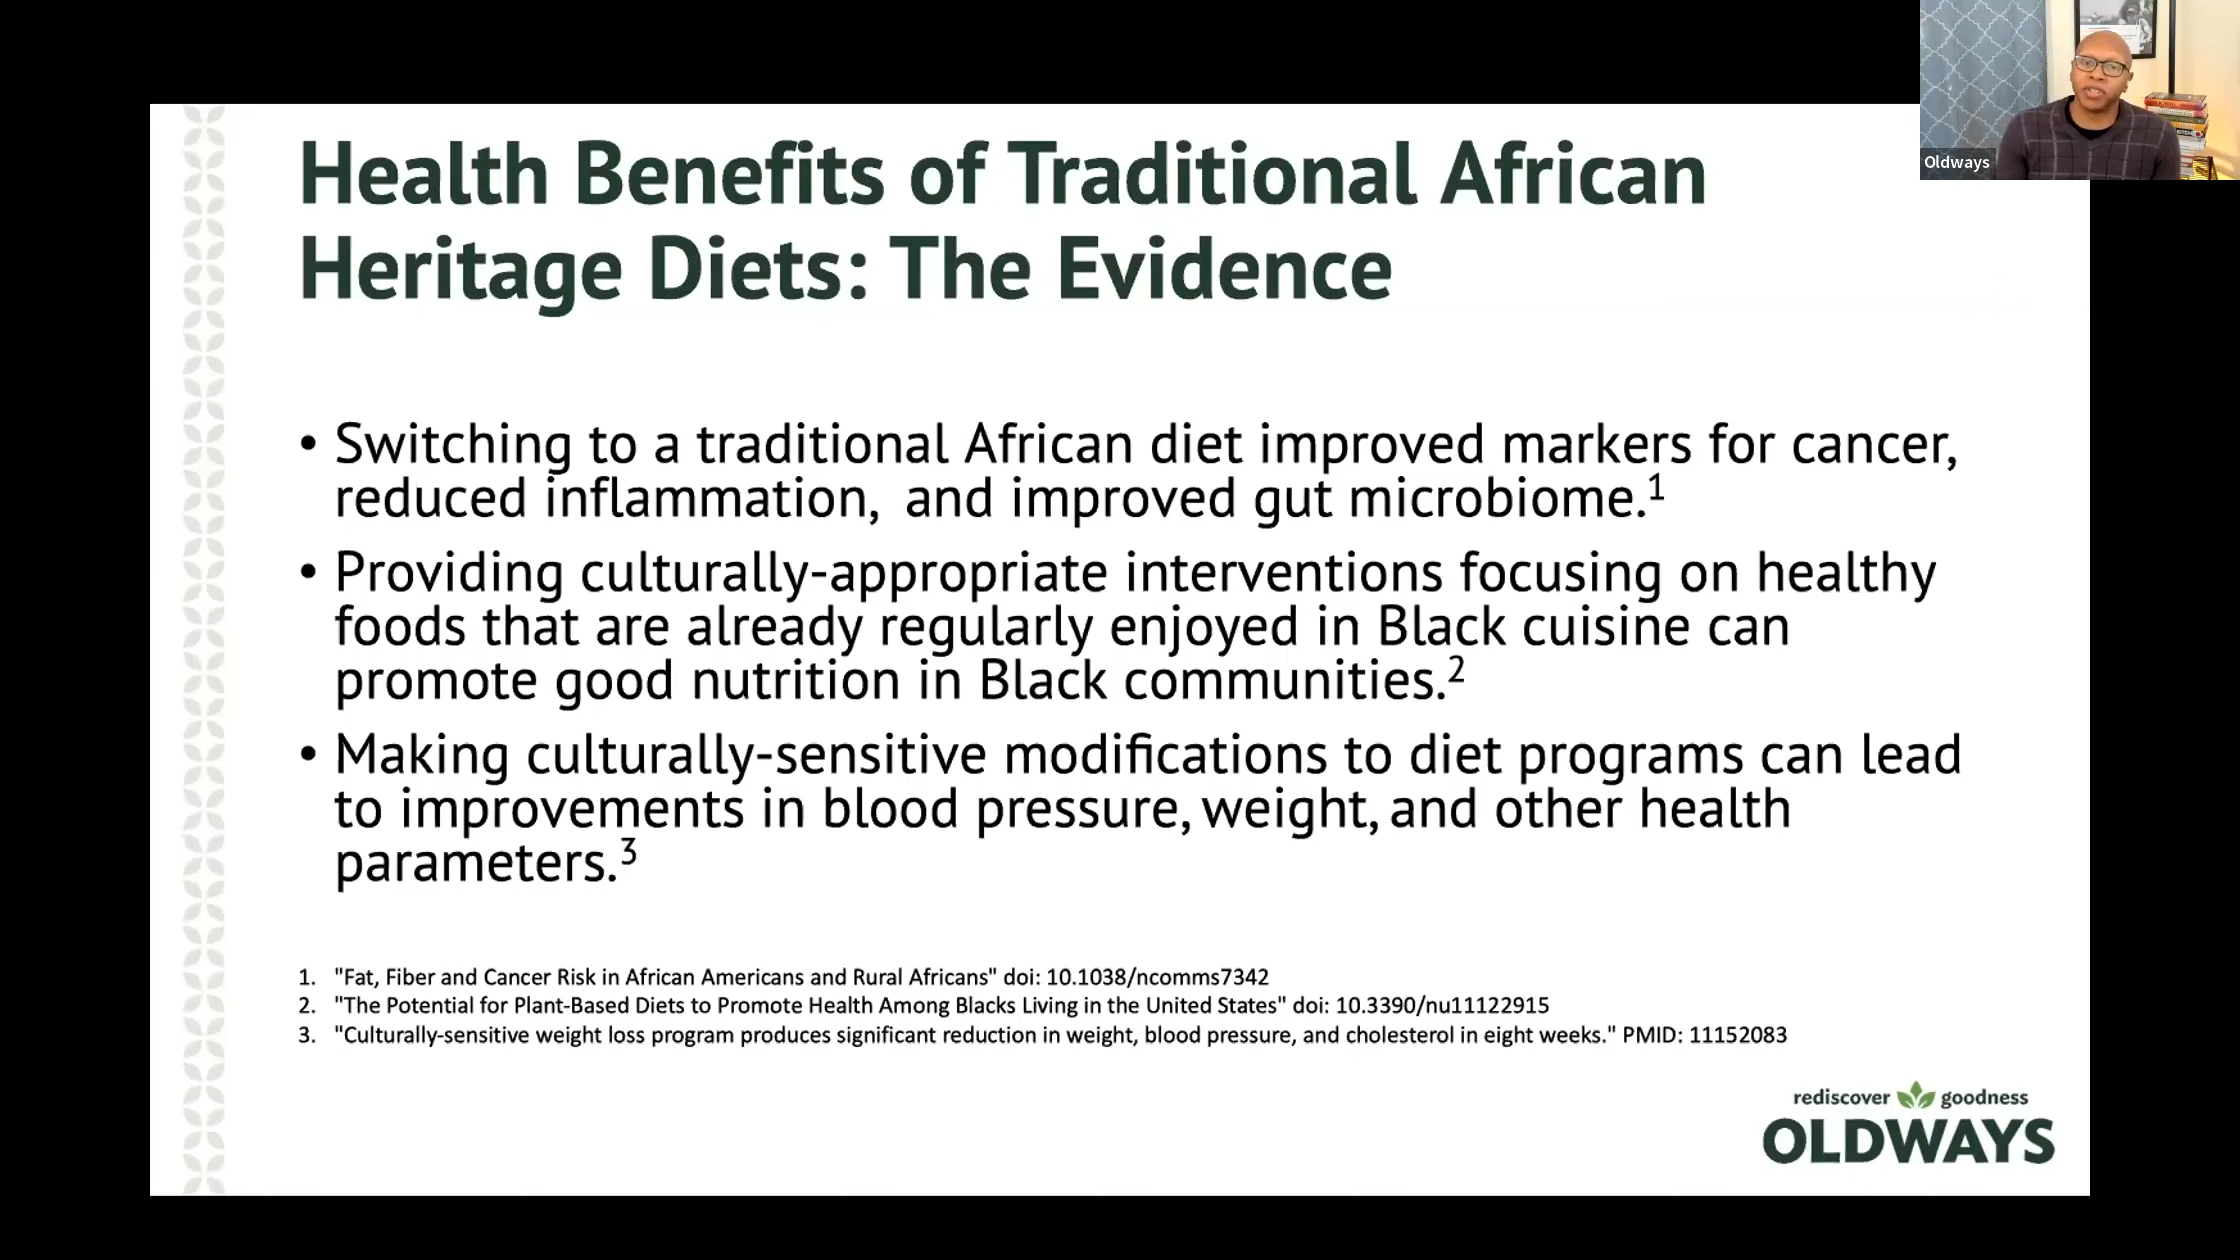 Health Benefits of Traditional African
Heritage Diets: The Evidence
Oldways
• Switching to a traditional African diet improved markers for cancer,
reduced inflammation,  and improved gut microbiome.¹
• Providing culturally-appropriate interventions focusing on healthy
foods that are already regularly enjoyed in Black cuisine can
promote good nutrition in Black communities.²
• Making culturally-sensitive modifications to diet programs can lead
to improvements in blood pressure, weight, and other health
parameters.³
1. "Fat, Fiber and Cancer Risk in African Americans and Rural Africans" doi: 10.1038/ncomms7342
2. "The Potential for Plant-Based Diets to Promote Health Among Blacks Living in the United States" doi: 10.3390/nu11122915
3. "Culturally-sensitive weight loss program produces significant reduction in weight, blood pressure, and cholesterol in eight weeks." PMID: 11152083
rediscover goodness
OLDWAYS